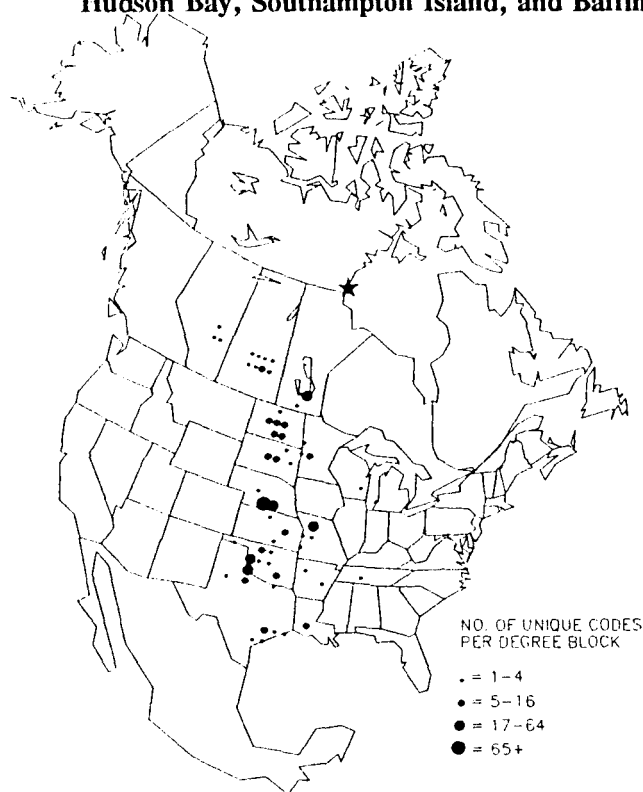 Hudson Bay, Southampton Island, and
NO. OF UNIQUE CODES
PER DEGREE BLOCK
• = 1-4
• = 5-16
• = 17-64
• = 65+